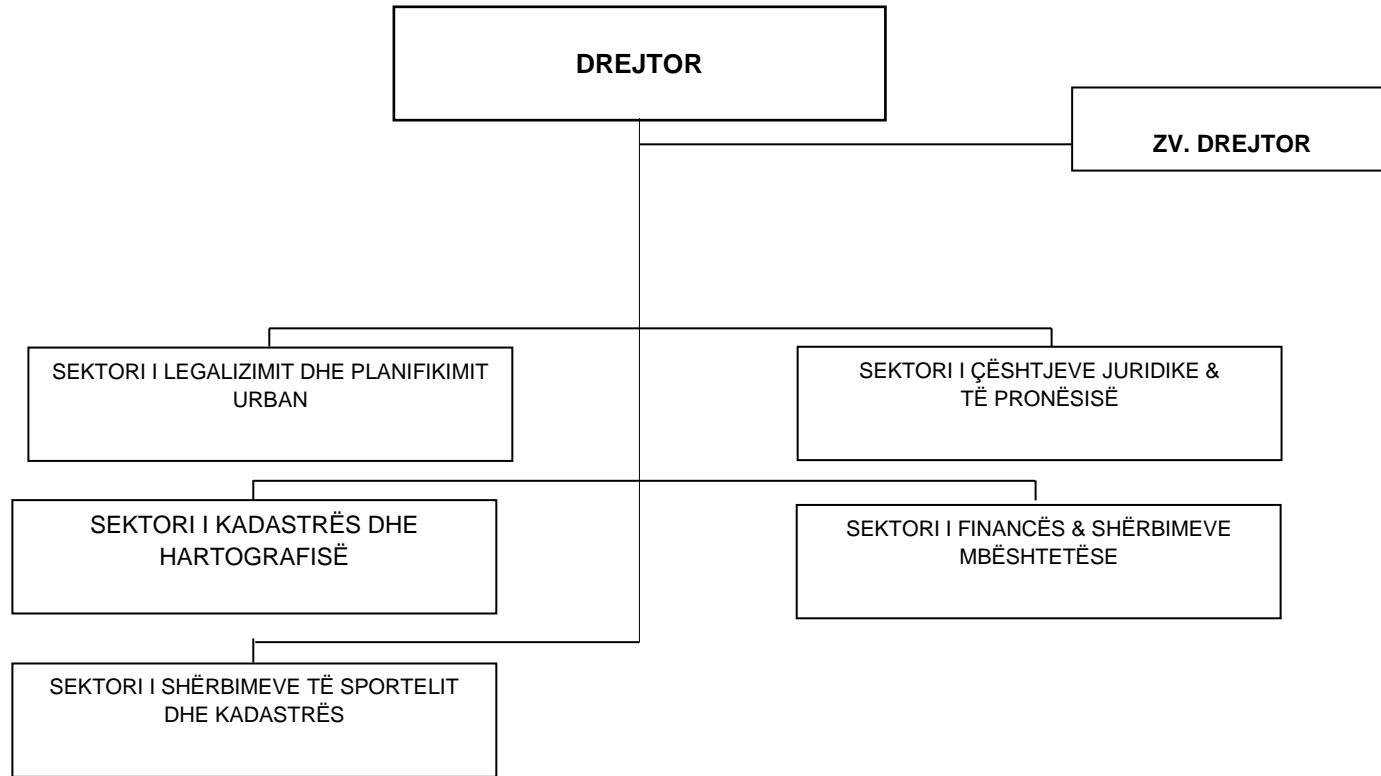 DREJTOR
ZV. DREJTOR
SEKTORI I LEGALIZIMIT DHE PLANIFIKIMIT
URBAN
SEKTORI I ÇËSHTJEVE JURIDIKE &
TË PRONËSISË
SEKTORI I KADASTRËS DHE
HARTOGRAFISË
SEKTORI I FINANCËS & SHËRBIMEVE
MBËSHTETËSE
SEKTORI I SHËRBIMEVE TË SPORTELIT
DHE KADASTRËS